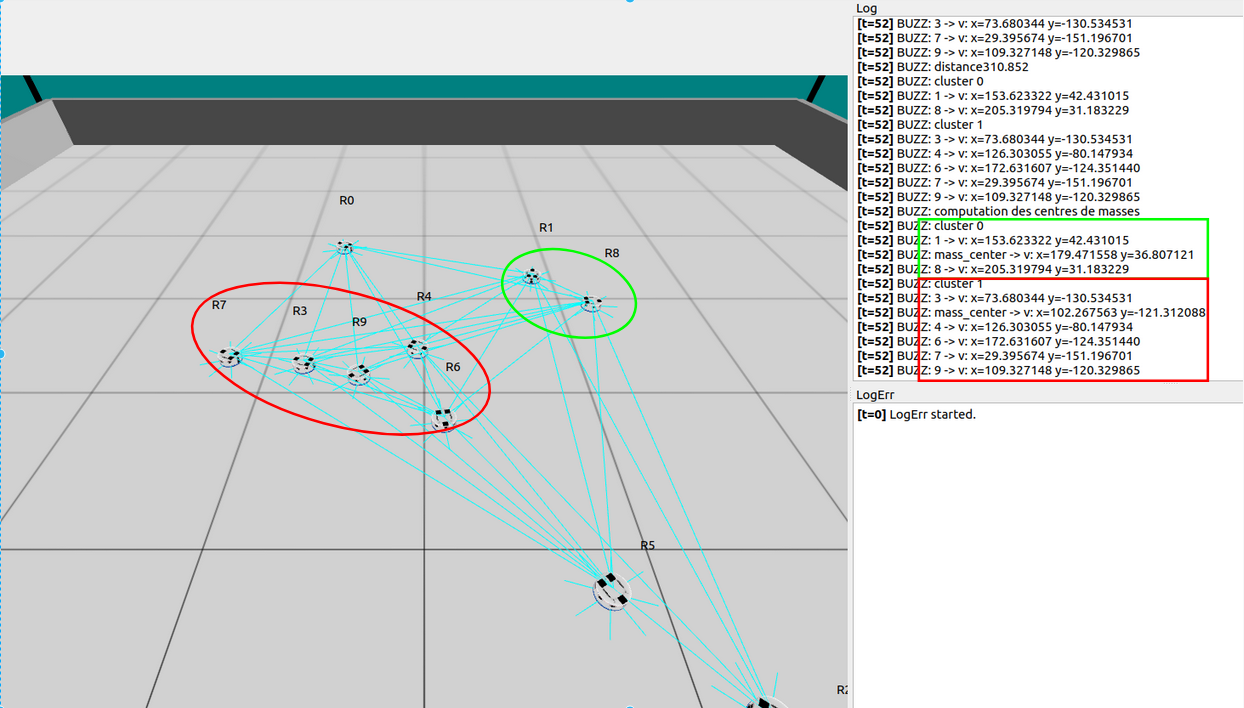 R0
R1
R8
R7
R4
R3
R9
R6
R5
R2
Log
[t=52] BUZZ: 3 -> v: x=73.680344 y=-130.534531
[t=52] BUZZ: 7 -> v: x=29.395674 y=-151.196701
[t=52] BUZZ: 9 -> v: x=109.327148 y=-120.329865
[t=52] BUZZ: distance310.852
[t=52] BUZZ: cluster 0
[t=52] BUZZ: 1 -> v: x=153.623322 y=42.431015
[t=52] BUZZ: 8 -> v: x=205.319794 y=31.183229
[t=52] BUZZ: cluster 1
[t=52] BUZZ: 3 -> v: x=73.680344 y=-130.534531
[t=52] BUZZ: 4 -> v: x=126.303055 y=-80.147934
[t=52] BUZZ: 6 -> v: x=172.631607 y=-124.351440
[t=52] BUZZ: 7 -> v: x=29.395674 y=-151.196701
[t=52] BUZZ: 9 -> v: x=109.327148 y=-120.329865
[t=52] BUZZ: computation des centres de masses
[t=52] BUZZ: cluster 0
[t=52] BUZZ: 1 -> v: x=153.623322 y=42.431015
[t=52] BUZZ: mass_center -> v: x=179.471558 y=36.807121
[t=52] BUZZ: 8 -> v: x=205.319794 y=31.183229
[t=52] BUZZ: cluster 1
[t=52] BUZZ: 3 -> v: x=73.680344 y=-130.534531
[t=52] BUZZ: mass_center -> v: x=102.267563 y=-121.312088
[t=52] BUZZ: 4 -> v: x=126.303055 y=-80.147934
[t=52] BUZZ: 6 -> v: x=172.631607 y=-124.351440
[t=52] BUZZ: 7 -> v: x=29.395674 y=-151.196701
[t=52] BUZZ: 9 -> v: x=109.327148 y=-120.329865
LogErr
[t=0] LogErr started.